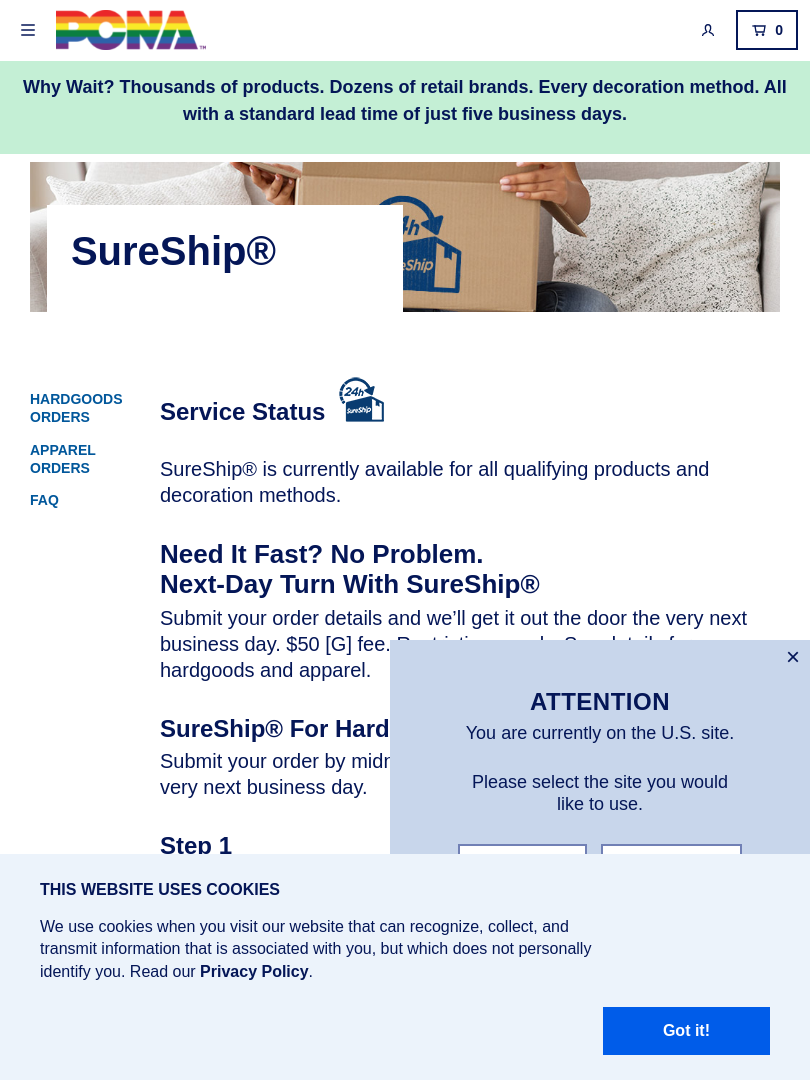 PCNA™
0
Why Wait? Thousands of products. Dozens of retail brands. Every decoration method. All
with a standard lead time of just five business days.
SureShip®
HARDGOODS
ORDERS
APPAREL
ORDERS
FAQ
Service Status
24h
SureShip
SureShip® is currently available for all qualifying products and
decoration methods.
Need It Fast? No Problem.
Next-Day Turn With SureShip®
Submit your order details and we’ll get it out the door the very next
business day. $50 [G] fee.
hardgoods and apparel.
SureShip® For Hard
Submit your order by
very next business day.
Step 1
×
ATTENTION
You are currently on the U.S. site.
Please select the site you would
like to use.
THIS WEBSITE USES COOKIES
We use cookies when you visit our website that can recognize, collect, and
transmit information that is associated with you, but which does not personally
identify you. Read our Privacy Policy.
Got it!